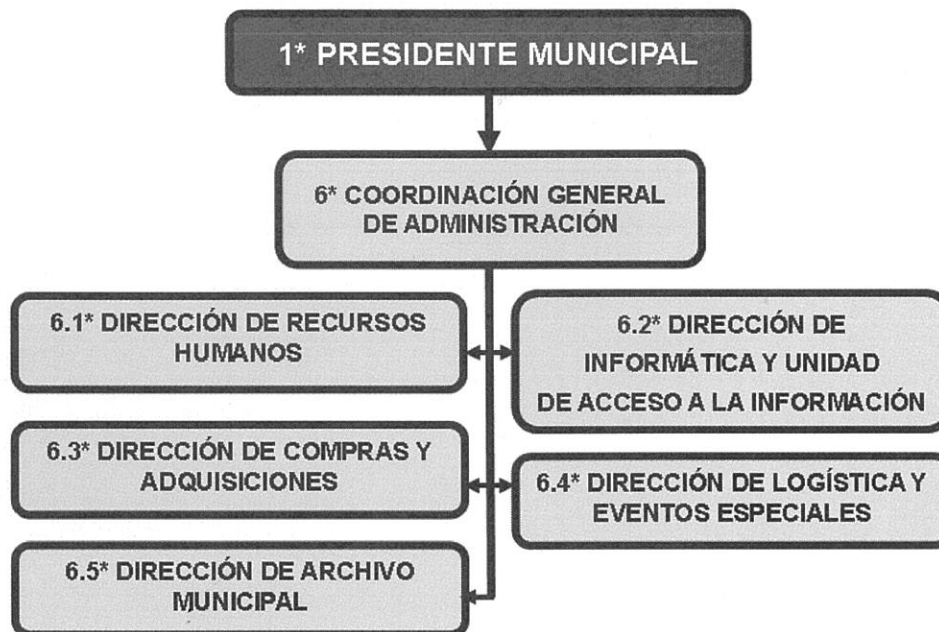 1* PRESIDENTE MUNICIPAL
6* COORDINACIÓN GENERAL
DE ADMINISTRACIÓN
6.1* DIRECCIÓN DE RECURSOS
HUMANOS
6.2* DIRECCIÓN DE
INFORMÁTICA Y UNIDAD
DE ACCESO A LA INFORMACIÓN
6.3* DIRECCIÓN DE COMPRAS Y
ADQUISICIONES
6.4* DIRECCIÓN DE LOGÍSTICA Y
EVENTOS ESPECIALES
6.5* DIRECCIÓN DE ARCHIVO
MUNICIPAL